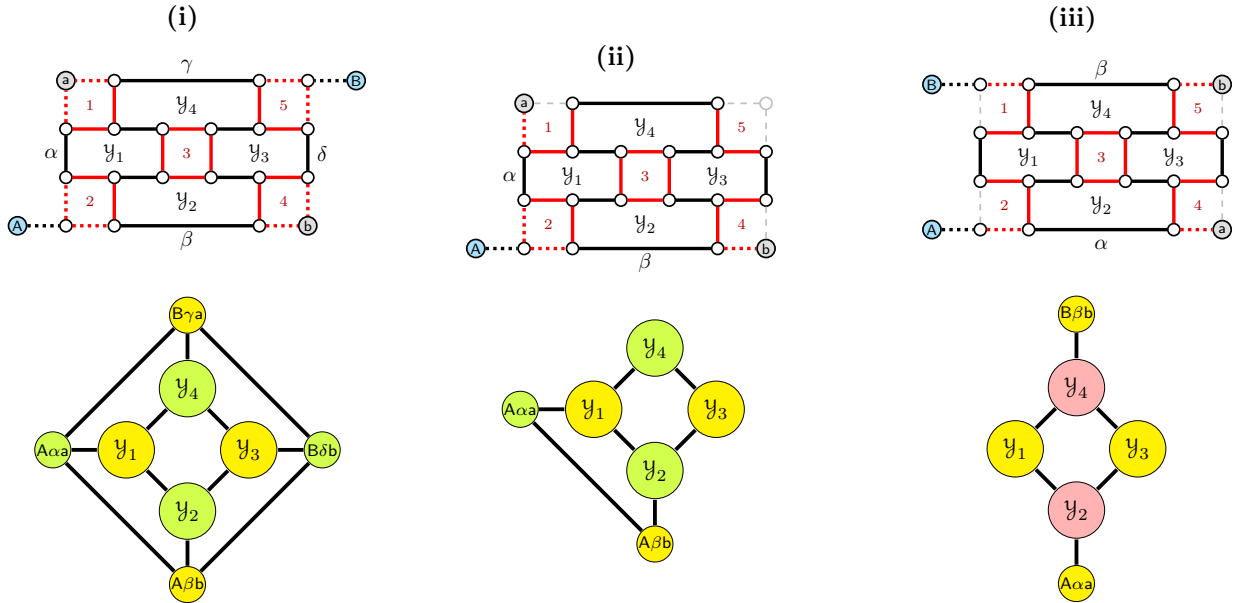 (i)
γ
a B
1 𝓎₄ 5
α 𝓎₁ 3 𝓎₃ δ
2 𝓎₂ 4
A b
β
Bγa
𝓎₄
Aαa 𝓎₁ 𝓎₃ Bδb
𝓎₂
Aβb
(ii)
a
1 𝓎₄ 5
α 𝓎₁ 3 𝓎₃
2 𝓎₂ 4
A b
β
𝓎₄
Aαa 𝓎₁ 𝓎₃
𝓎₂
Aβb
(iii)
β
B b
1 𝓎₄ 5
𝓎₁ 3 𝓎₃
2 𝓎₂ 4
A a
α
Bβb
𝓎₄
𝓎₁ 𝓎₃
𝓎₂
Aαa